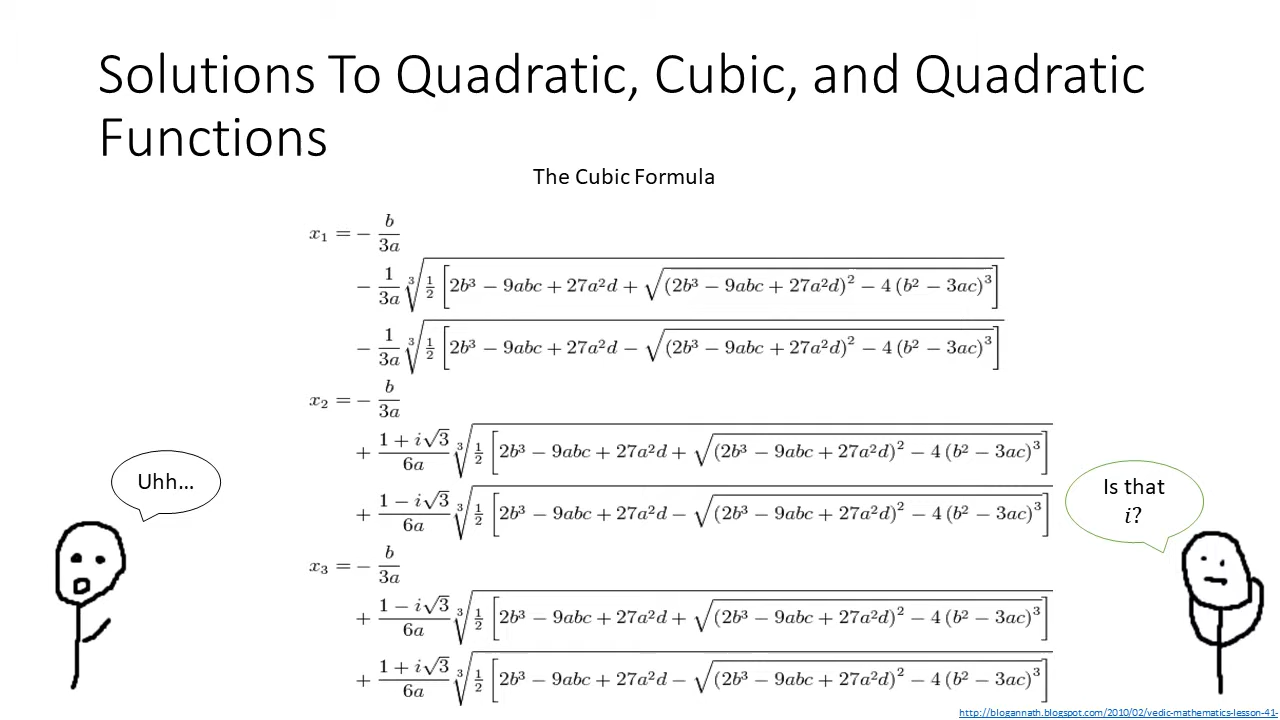 Solutions To Quadratic, Cubic, and Quadratic
Functions
The Cubic Formula
x₁ = − b/3a
− 1/3a ∛(½ [2b³ − 9abc + 27a²d + √((2b³ − 9abc + 27a²d)² − 4 (b² − 3ac)³)])
− 1/3a ∛(½ [2b³ − 9abc + 27a²d − √((2b³ − 9abc + 27a²d)² − 4 (b² − 3ac)³)])
x₂ = − b/3a
+ (1 + i√3)/6a ∛(½ [2b³ − 9abc + 27a²d + √((2b³ − 9abc + 27a²d)² − 4 (b² − 3ac)³)])
+ (1 − i√3)/6a ∛(½ [2b³ − 9abc + 27a²d − √((2b³ − 9abc + 27a²d)² − 4 (b² − 3ac)³)])
x₃ = − b/3a
+ (1 − i√3)/6a ∛(½ [2b³ − 9abc + 27a²d + √((2b³ − 9abc + 27a²d)² − 4 (b² − 3ac)³)])
+ (1 + i√3)/6a ∛(½ [2b³ − 9abc + 27a²d − √((2b³ − 9abc + 27a²d)² − 4 (b² − 3ac)³)])
Uhh...
Is that
i?
http://blogannath.blogspot.com/2010/02/vedic-mathematics-lesson-41-